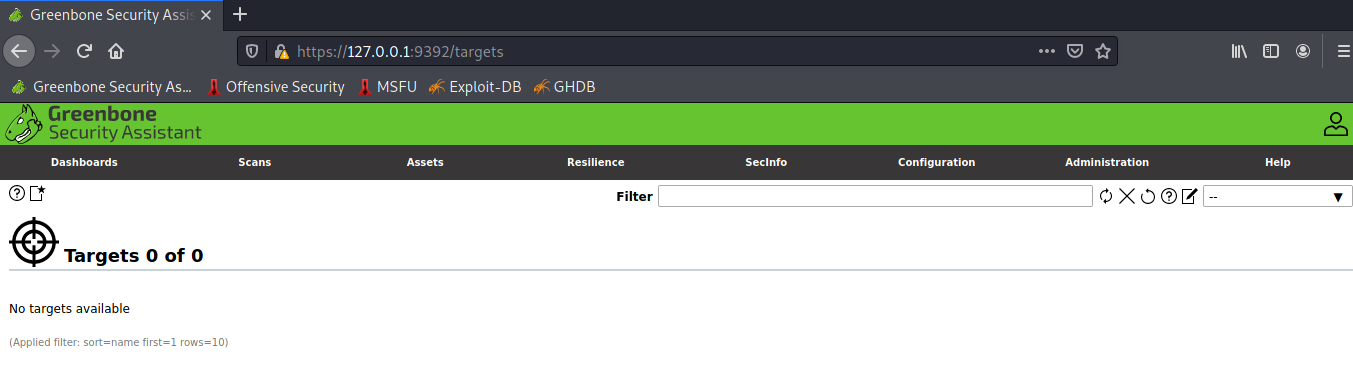 Greenbone Security Assis
https://127.0.0.1:9392/targets
Greenbone Security As... Offensive Security MSFU Exploit-DB GHDB
Greenbone
Security Assistant
Dashboards Scans Assets Resilience SecInfo Configuration Administration Help
Filter --
Targets 0 of 0
No targets available
(Applied filter: sort=name first=1 rows=10)